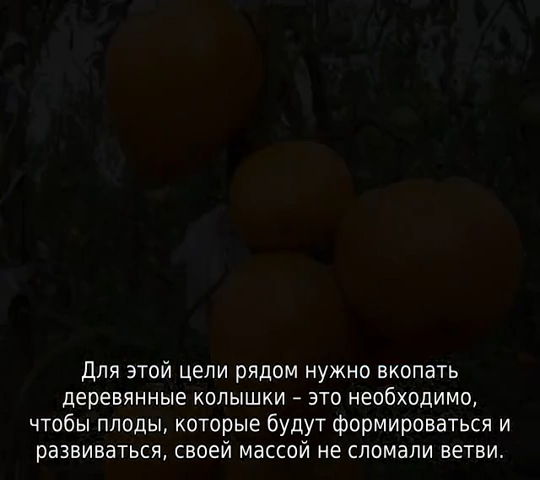 Для этой цели рядом нужно вкопать
деревянные колышки – это необходимо,
чтобы плоды, которые будут формироваться и
развиваться, своей массой не сломали ветви.